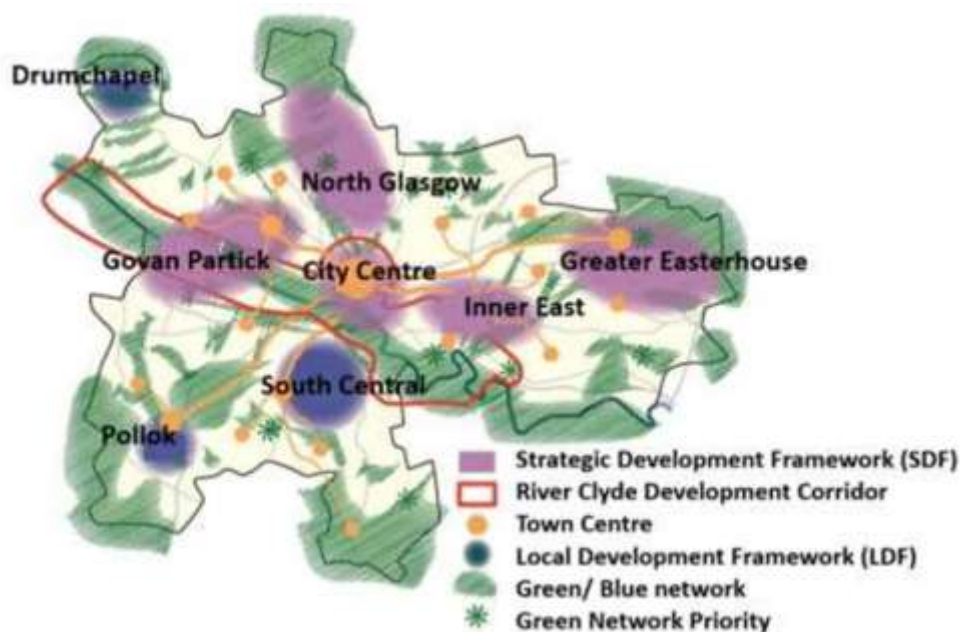 Drumchapel
North Glasgow
Govan Partick
City Centre
Greater Easterhouse
Inner East
South Central
Pollok
Strategic Development Framework (SDF)
River Clyde Development Corridor
Town Centre
Local Development Framework (LDF)
Green/ Blue network
Green Network Priority